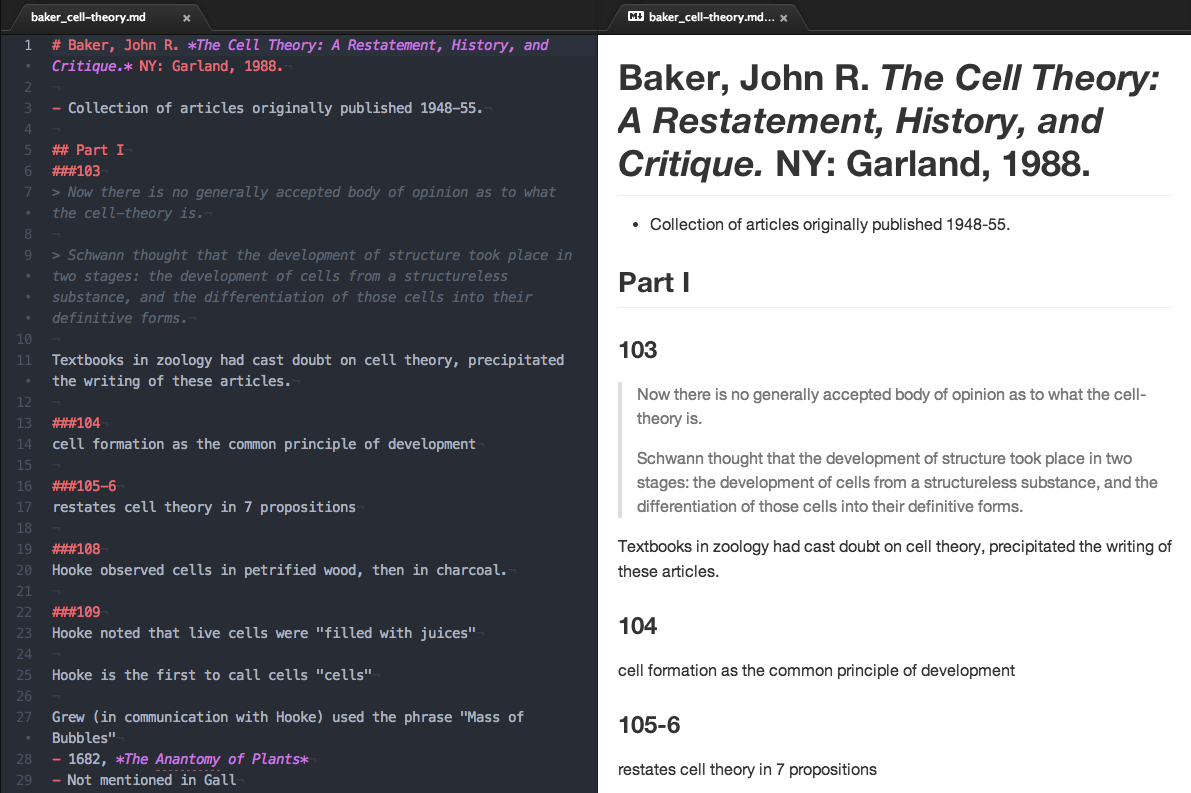 baker_cell-theory.md
1 # Baker, John R. *The Cell Theory: A Restatement, History, and
• Critique.* NY: Garland, 1988.¬
2 ¬
3 - Collection of articles originally published 1948-55.¬
4 ¬
5 ## Part I¬
6 ###103¬
7 > Now there is no generally accepted body of opinion as to what
• the cell-theory is.¬
8 ¬
9 > Schwann thought that the development of structure took place in
• two stages: the development of cells from a structureless
• substance, and the differentiation of those cells into their
• definitive forms.¬
10 ¬
11 Textbooks in zoology had cast doubt on cell theory, precipitated
• the writing of these articles.¬
12 ¬
13 ###104¬
14 cell formation as the common principle of development¬
15 ¬
16 ###105-6¬
17 restates cell theory in 7 propositions¬
18 ¬
19 ###108¬
20 Hooke observed cells in petrified wood, then in charcoal.¬
21 ¬
22 ###109¬
23 Hooke noted that live cells were "filled with juices"¬
24 ¬
25 Hooke is the first to call cells "cells"¬
26 ¬
27 Grew (in communication with Hooke) used the phrase "Mass of
• Bubbles"¬
28 - 1682, *The Anantomy of Plants*¬
29 - Not mentioned in Gall¬
M↓ baker_cell-theory.md...
Baker, John R. The Cell Theory:
A Restatement, History, and
Critique. NY: Garland, 1988.
• Collection of articles originally published 1948-55.
Part I
103
Now there is no generally accepted body of opinion as to what the cell-
theory is.
Schwann thought that the development of structure took place in two
stages: the development of cells from a structureless substance, and the
differentiation of those cells into their definitive forms.
Textbooks in zoology had cast doubt on cell theory, precipitated the writing of
these articles.
104
cell formation as the common principle of development
105-6
restates cell theory in 7 propositions